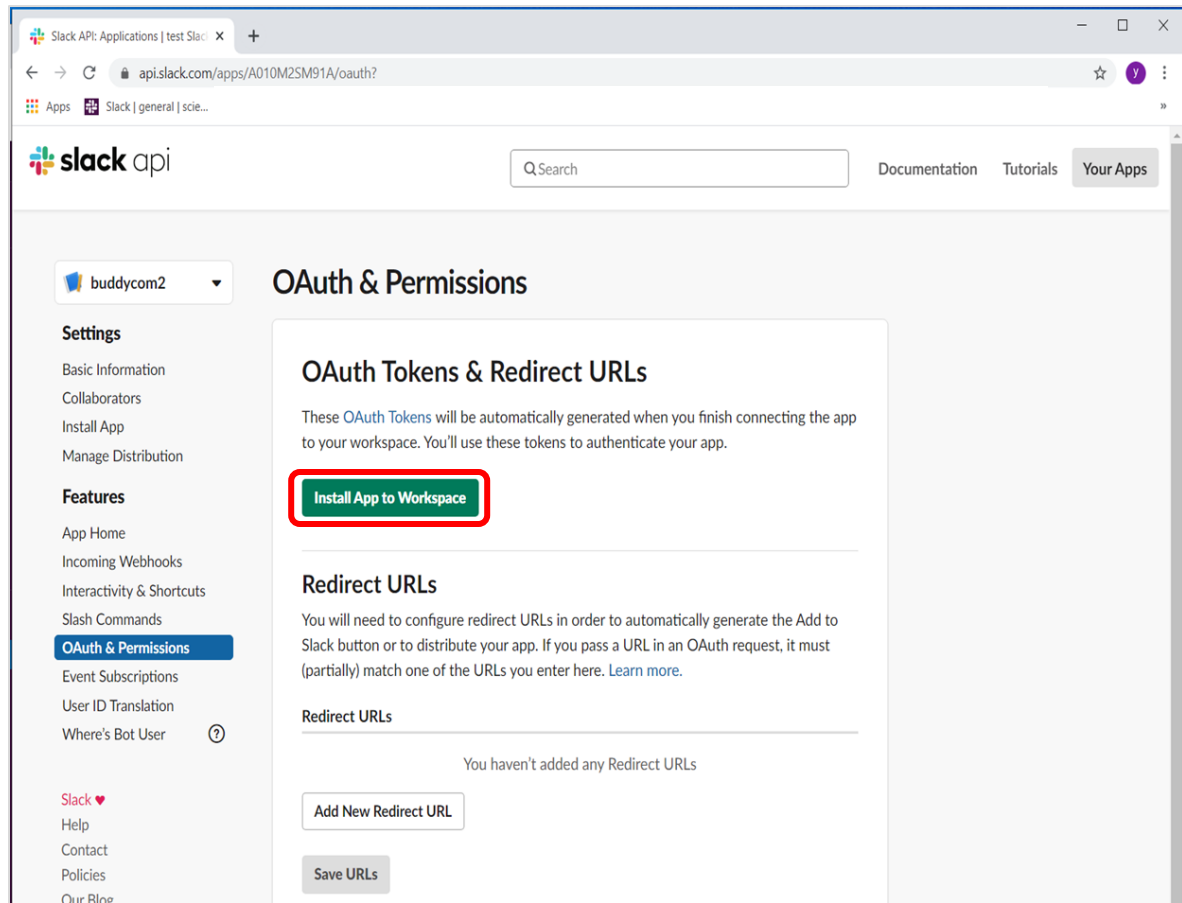 Slack API: Applications | test Slac
api.slack.com/apps/A010M2SM91A/oauth?
y
Apps
Slack | general | scie...
»
slack api
Search
Documentation
Tutorials
Your Apps
buddycom2
Settings
Basic Information
Collaborators
Install App
Manage Distribution
Features
App Home
Incoming Webhooks
Interactivity & Shortcuts
Slash Commands
OAuth & Permissions
Event Subscriptions
User ID Translation
Where's Bot User
?
Slack ♥
Help
Contact
Policies
Our Blog
OAuth & Permissions
OAuth Tokens & Redirect URLs
These OAuth Tokens will be automatically generated when you finish connecting the app
to your workspace. You'll use these tokens to authenticate your app.
Install App to Workspace
Redirect URLs
You will need to configure redirect URLs in order to automatically generate the Add to
Slack button or to distribute your app. If you pass a URL in an OAuth request, it must
(partially) match one of the URLs you enter here. Learn more.
Redirect URLs
You haven't added any Redirect URLs
Add New Redirect URL
Save URLs